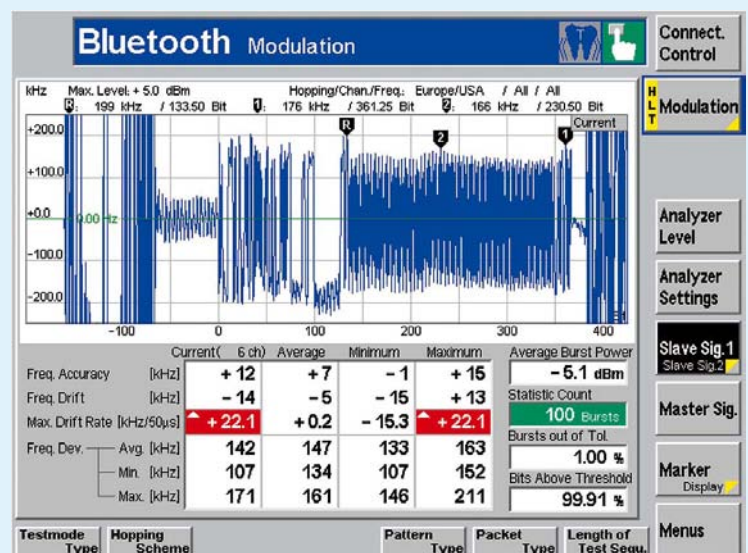 Bluetooth Modulation
Connect. Control
kHz Max. Level: + 5.0 dBm Hopping/Chan./Freq.: Europe/USA / All / All
R: 199 kHz / 133.50 Bit 1: 176 kHz / 361.25 Bit 2: 166 kHz / 230.50 Bit
HLT Modulation
+200.0
+100.0
+0.0
-100.0
-200.0
R
2
1
Current
0.00 Hz
-100 0 100 200 300 400
Current( 6 ch) Average Minimum Maximum
Freq. Accuracy [kHz] + 12 + 7 - 1 + 15
Freq. Drift [kHz] - 14 - 5 - 15 + 13
Max. Drift Rate [kHz/50µs] + 22.1 + 0.2 - 15.3 + 22.1
Freq. Dev. Avg. [kHz] 142 147 133 163
Min. [kHz] 107 134 107 152
Max. [kHz] 171 161 146 211
Average Burst Power
- 5.1 dBm
Statistic Count
100 Bursts
Bursts out of Tol.
1.00 %
Bits Above Threshold
99.91 %
Analyzer Level
Analyzer Settings
Slave Sig.1
Slave Sig.2
Master Sig.
Marker
Display
Menus
Testmode Type
Hopping Scheme
Pattern Type
Packet Type
Length of Test Sequ.